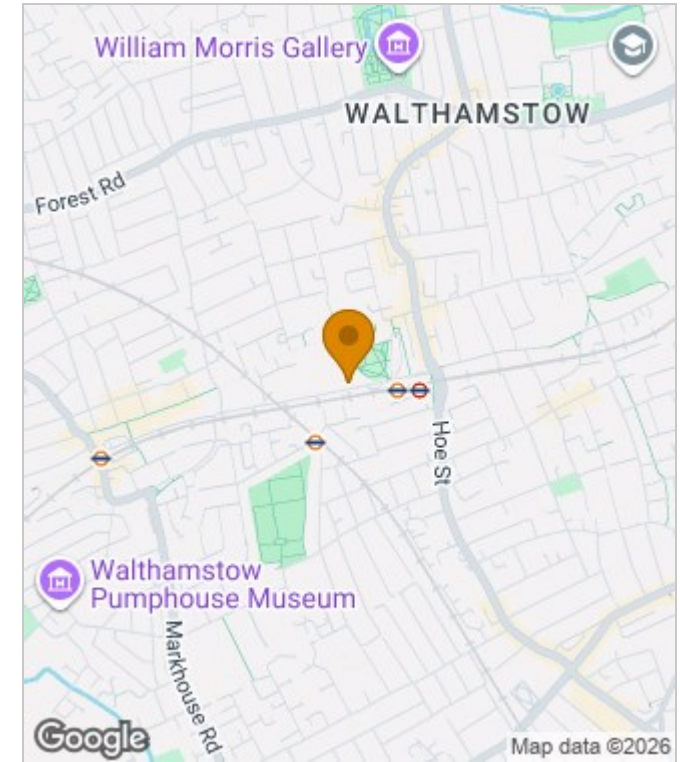 William Morris Gallery
WALTHAMSTOW
Forest Rd
Hoe St
Walthamstow
Pumphouse Museum
Markhouse Rd
Google
Map data ©2026